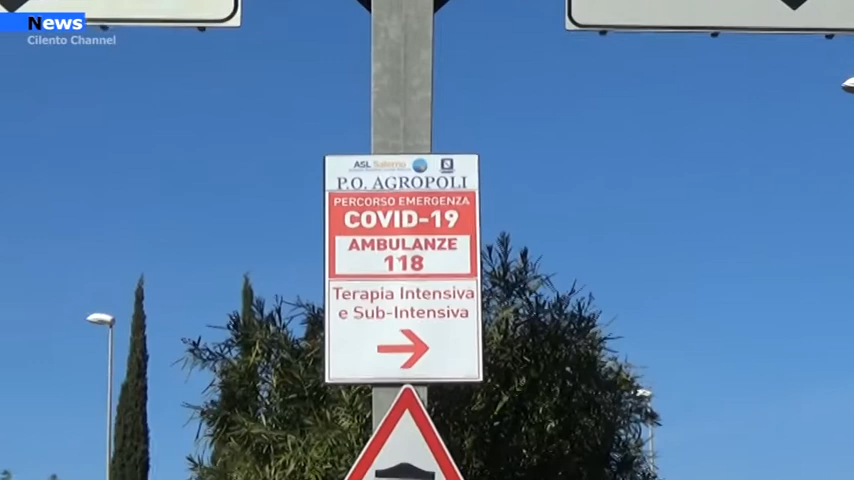 News
Cilento Channel
ASL Salerno
P.O. AGROPOLI
PERCORSO EMERGENZA
COVID-19
AMBULANZE
118
Terapia Intensiva
e Sub-Intensiva